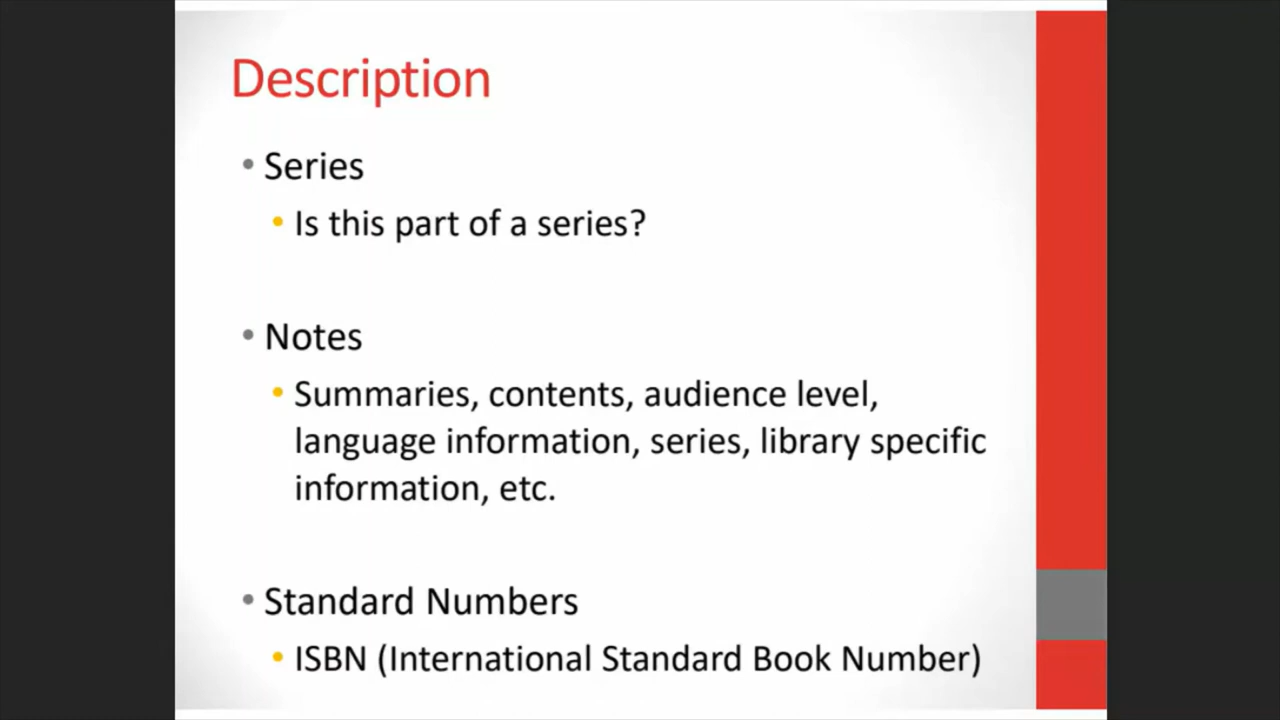 Description
• Series
• Is this part of a series?
• Notes
• Summaries, contents, audience level,
language information, series, library specific
information, etc.
• Standard Numbers
• ISBN (International Standard Book Number)